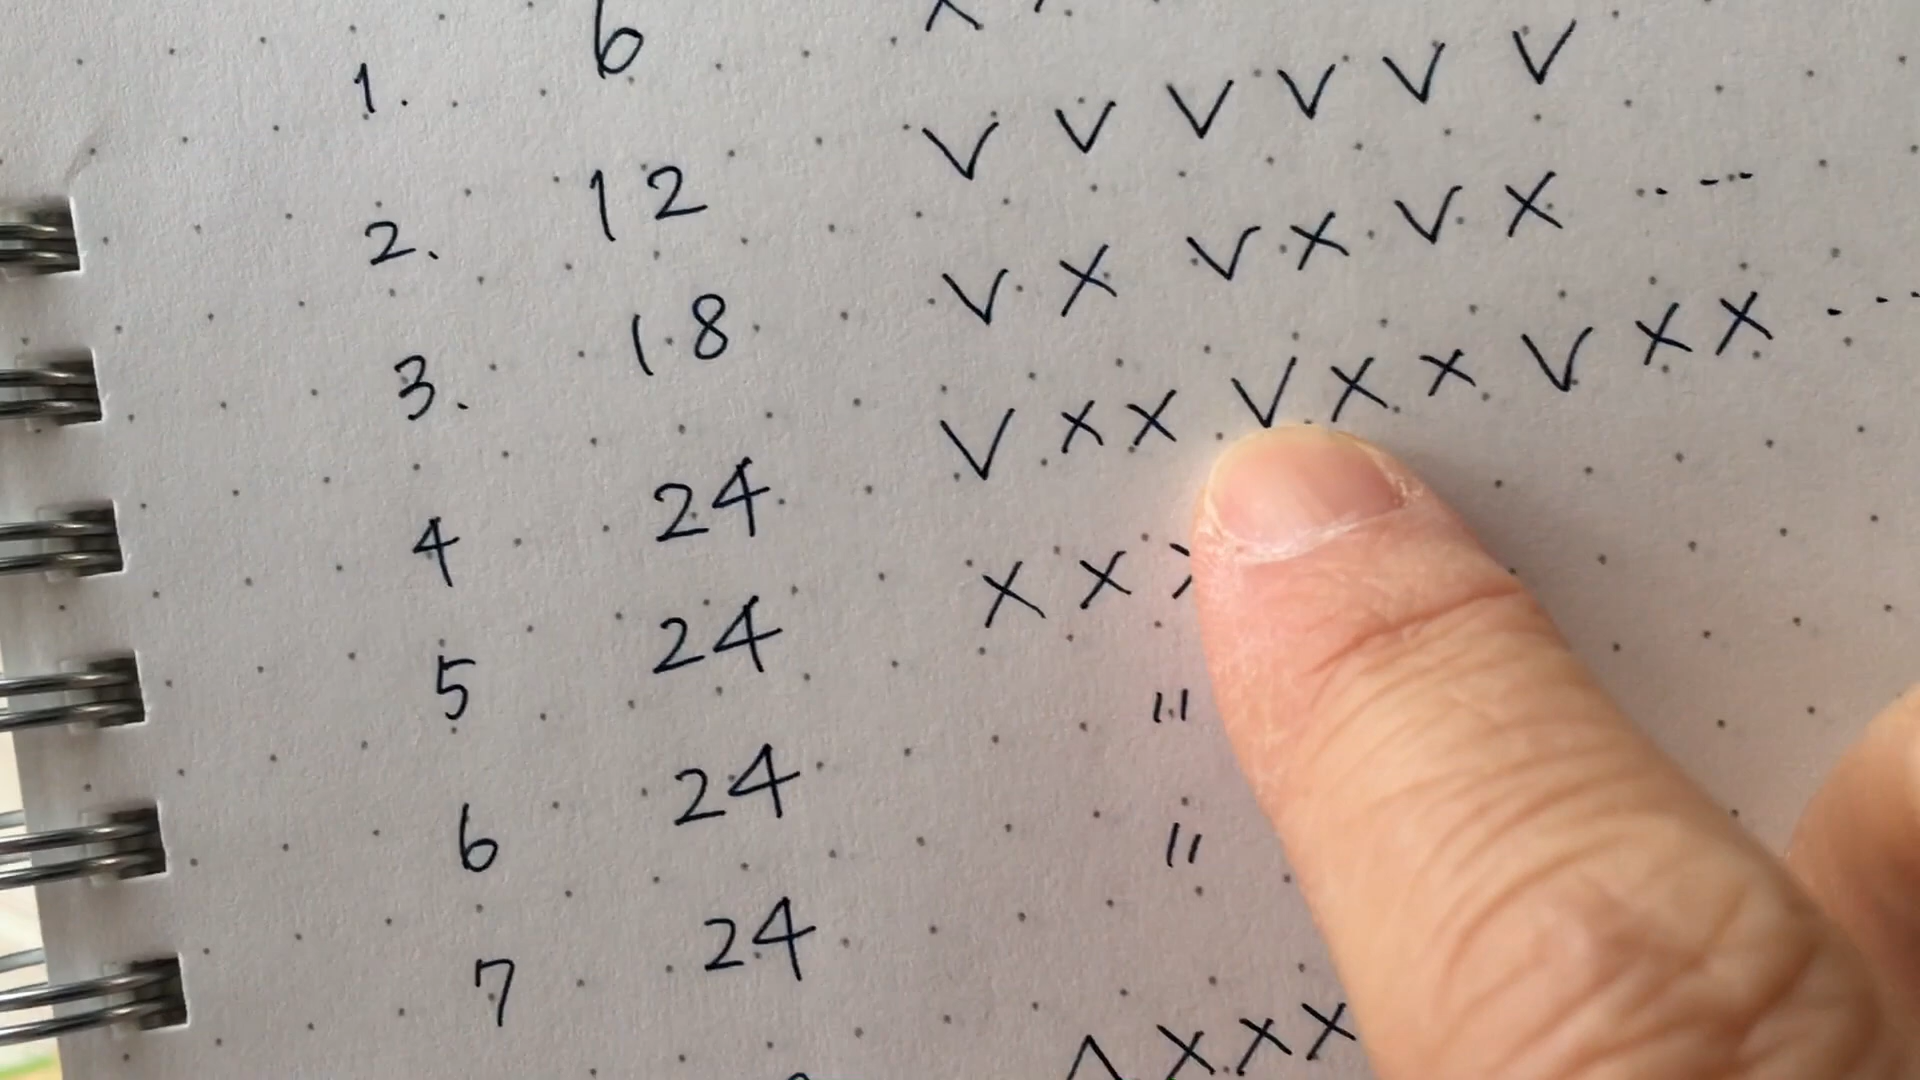 1. 6 X
2. 12 V V V V V V
3. 18 V X V X V X ....
4 24 V X X V X X V X X ...
5 24 X X X
6 24 "
7 24 "
Λ X X X